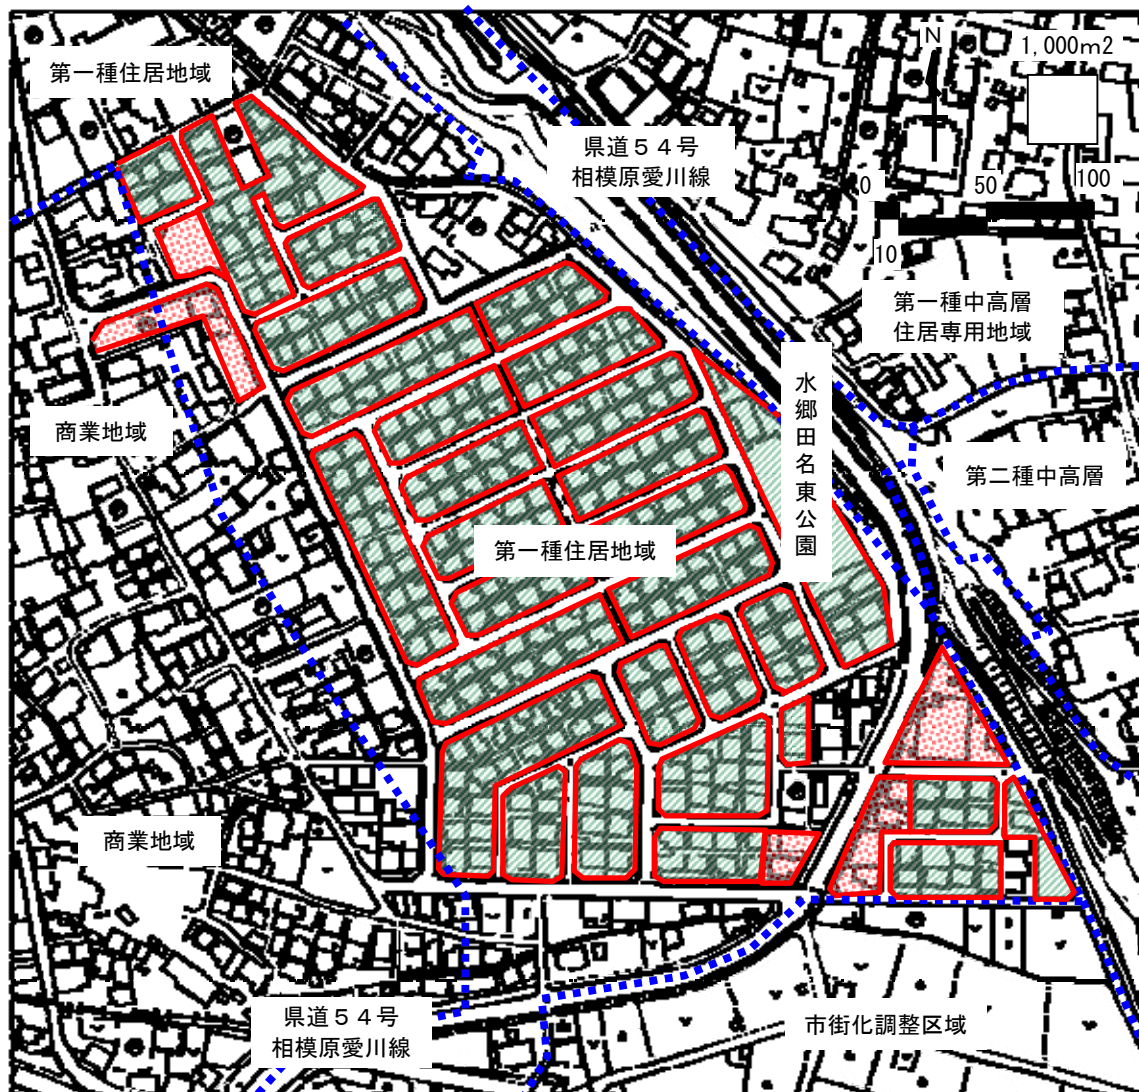 第一種住居地域
N
1,000m2
県道５４号
相模原愛川線
0
50
100
10
第一種中高層
住居専用地域
水郷田名東公園
商業地域
第二種中高層
第一種住居地域
商業地域
県道５４号
相模原愛川線
市街化調整区域